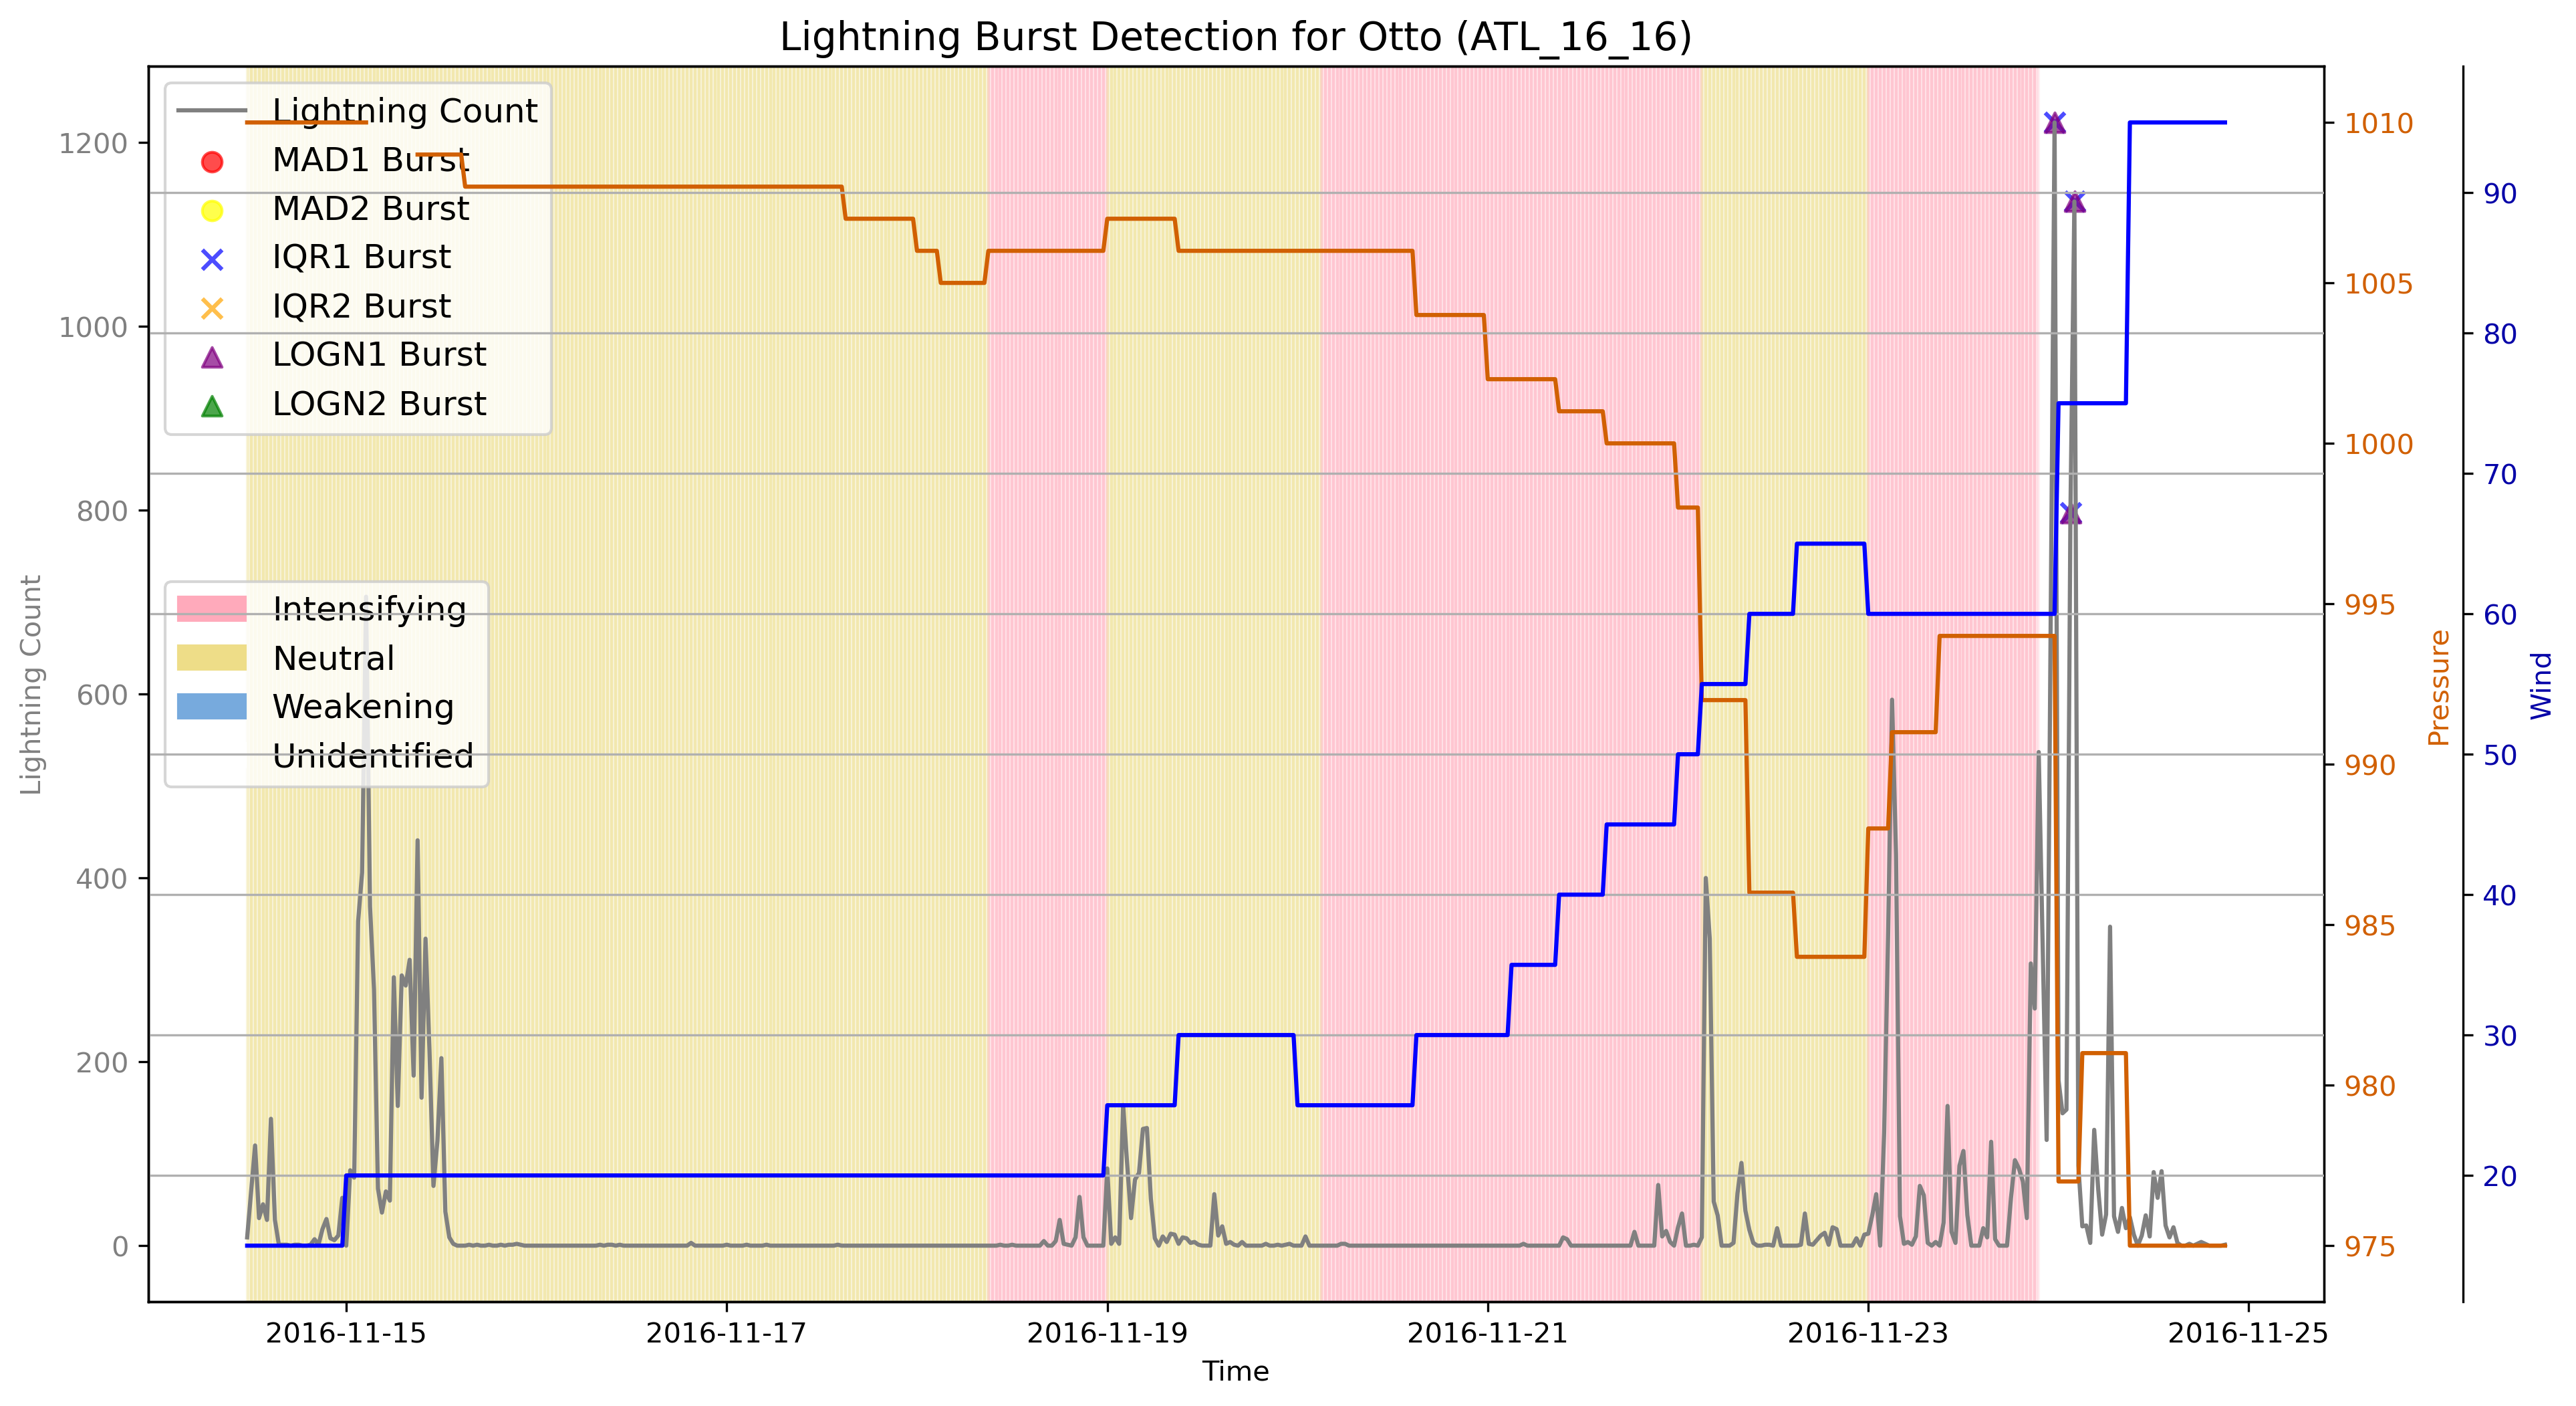 Lightning Burst Detection for Otto (ATL_16_16)
Lightning Count
MAD1 Burst
MAD2 Burst
IQR1 Burst
IQR2 Burst
LOGN1 Burst
LOGN2 Burst
Intensifying
Neutral
Weakening
Unidentified
Lightning Count
1200
1000
800
600
400
200
0
1010
1005
1000
995
990
985
980
975
Pressure
90
80
70
60
50
40
30
20
Wind
2016-11-15
2016-11-17
2016-11-19
2016-11-21
2016-11-23
2016-11-25
Time